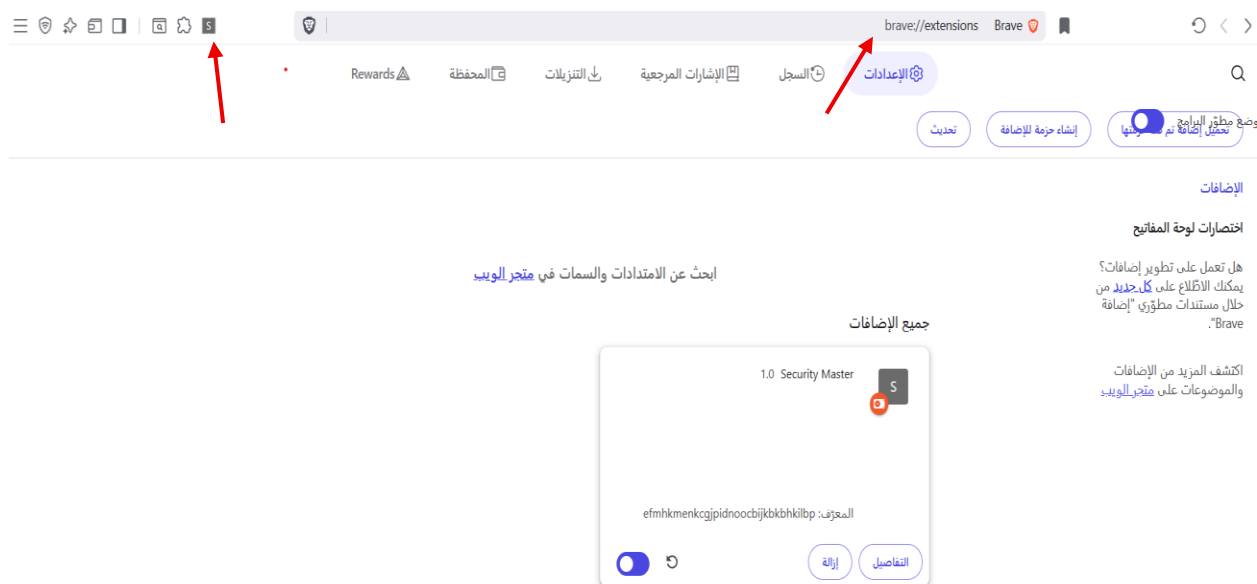 S
brave://extensions
Brave
الإعدادات
السجل
الإشارات المرجعية
التنزيلات
المحفظة
Rewards
وضع مطوّر البرامج
إنشاء حزمة للإضافة
تحديث
الإضافات
اختصارات لوحة المفاتيح
هل تعمل على تطوير إضافات؟
يمكنك الاطّلاع على كل جديد من
خلال مستندات مطوّري "إضافة
Brave".
اكتشف المزيد من الإضافات
والموضوعات على متجر الويب
ابحث عن الامتدادات والسمات في متجر الويب
جميع الإضافات
S
Security Master 1.0
المعرّف: efmhkmenkcgjpidnoocbijkbkbhkilbp
التفاصيل
إزالة